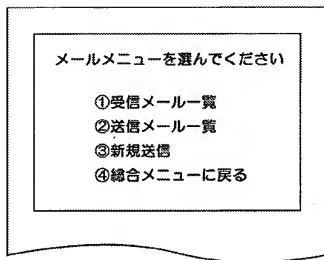 メールメニューを選んでください
①受信メール一覧
②送信メール一覧
③新規送信
④総合メニューに戻る